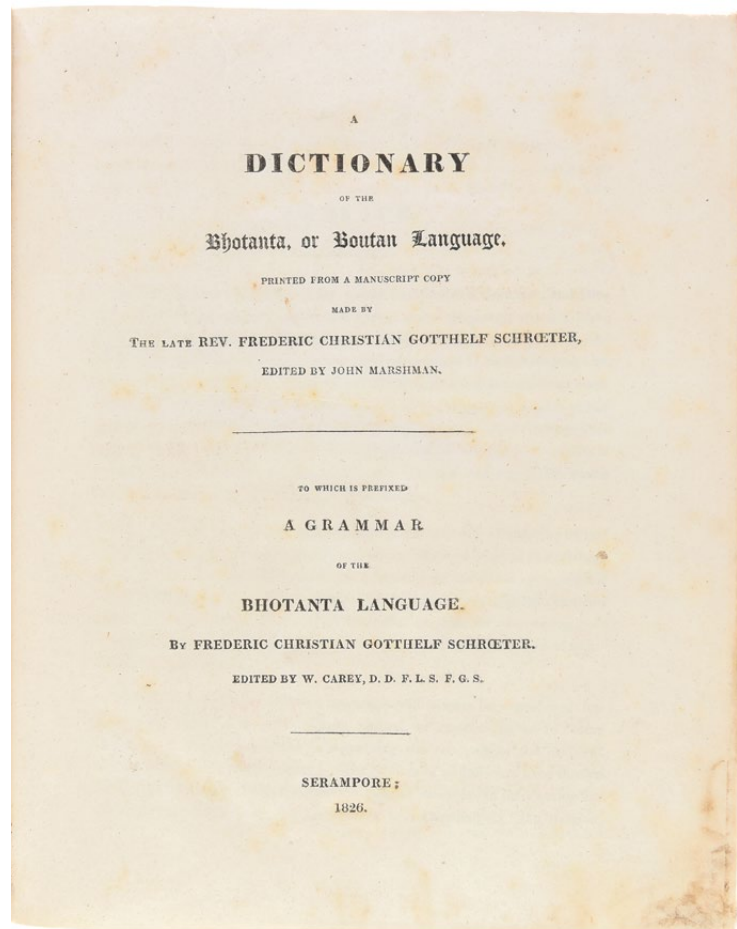 A
DICTIONARY
OF THE
Bhotanta, or Boutan Language.
PRINTED FROM A MANUSCRIPT COPY
MADE BY
THE LATE REV. FREDERIC CHRISTIAN GOTTHELF SCHRŒTER,
EDITED BY JOHN MARSHMAN.
TO WHICH IS PREFIXED
A GRAMMAR
OF THE
BHOTANTA LANGUAGE.
BY FREDERIC CHRISTIAN GOTTHELF SCHRŒTER.
EDITED BY W. CAREY, D. D. F. L. S. F. G. S.
SERAMPORE;
1826.